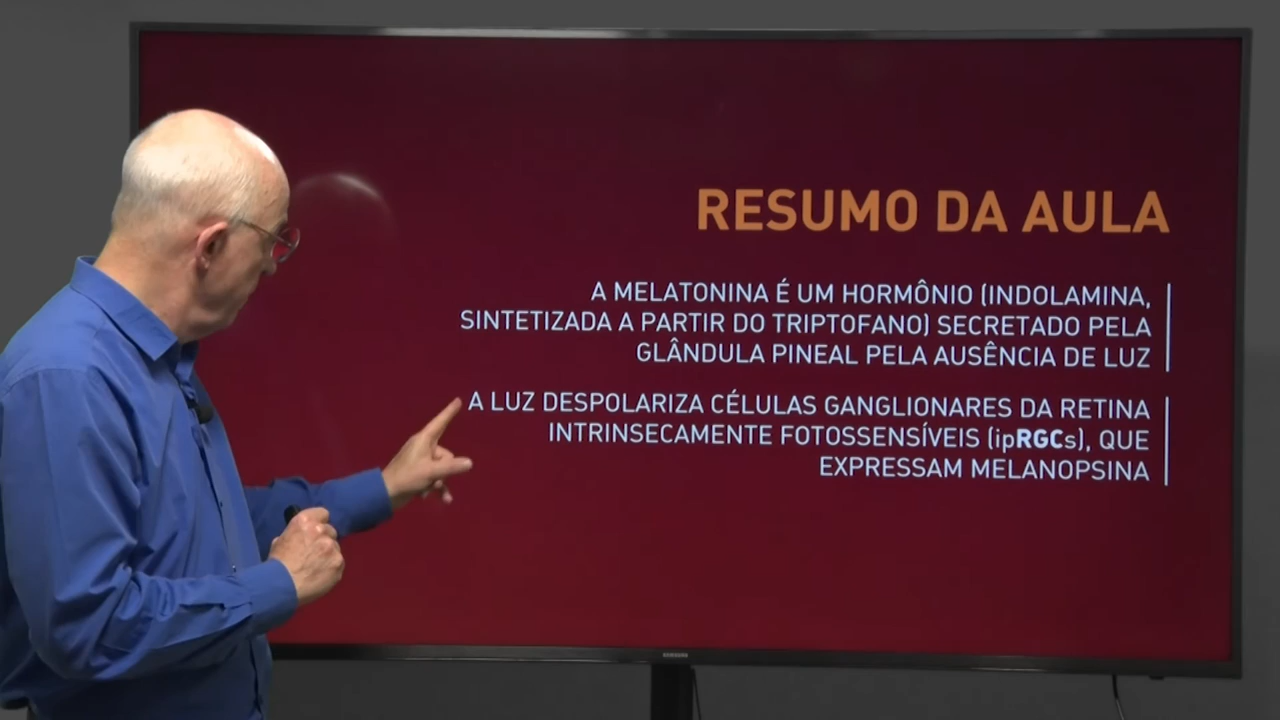 RESUMO DA AULA
A MELATONINA É UM HORMÔNIO (INDOLAMINA,
SINTETIZADA A PARTIR DO TRIPTOFANO) SECRETADO PELA
GLÂNDULA PINEAL PELA AUSÊNCIA DE LUZ
A LUZ DESPOLARIZA CÉLULAS GANGLIONARES DA RETINA
INTRINSECAMENTE FOTOSSENSÍVEIS (ipRGCs), QUE
EXPRESSAM MELANOPSINA
SAMSUNG